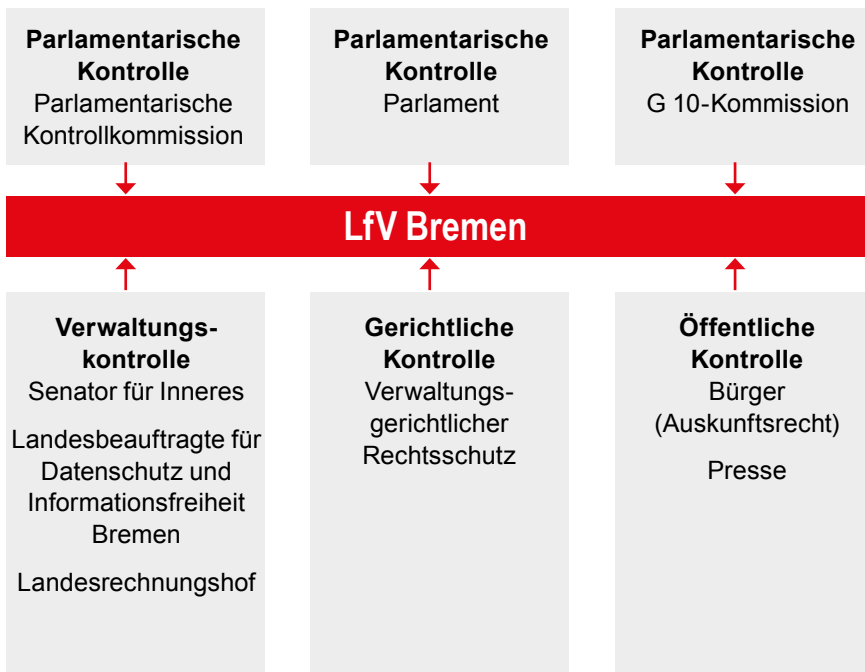 Parlamentarische
Kontrolle
Parlamentarische
Kontrollkommission
Parlamentarische
Kontrolle
Parlament
Parlamentarische
Kontrolle
G 10-Kommission
LfV Bremen
Verwaltungs-
kontrolle
Senator für Inneres
Landesbeauftragte für
Datenschutz und
Informationsfreiheit
Bremen
Landesrechnungshof
Gerichtliche
Kontrolle
Verwaltungs-
gerichtlicher
Rechtsschutz
Öffentliche
Kontrolle
Bürger
(Auskunftsrecht)
Presse